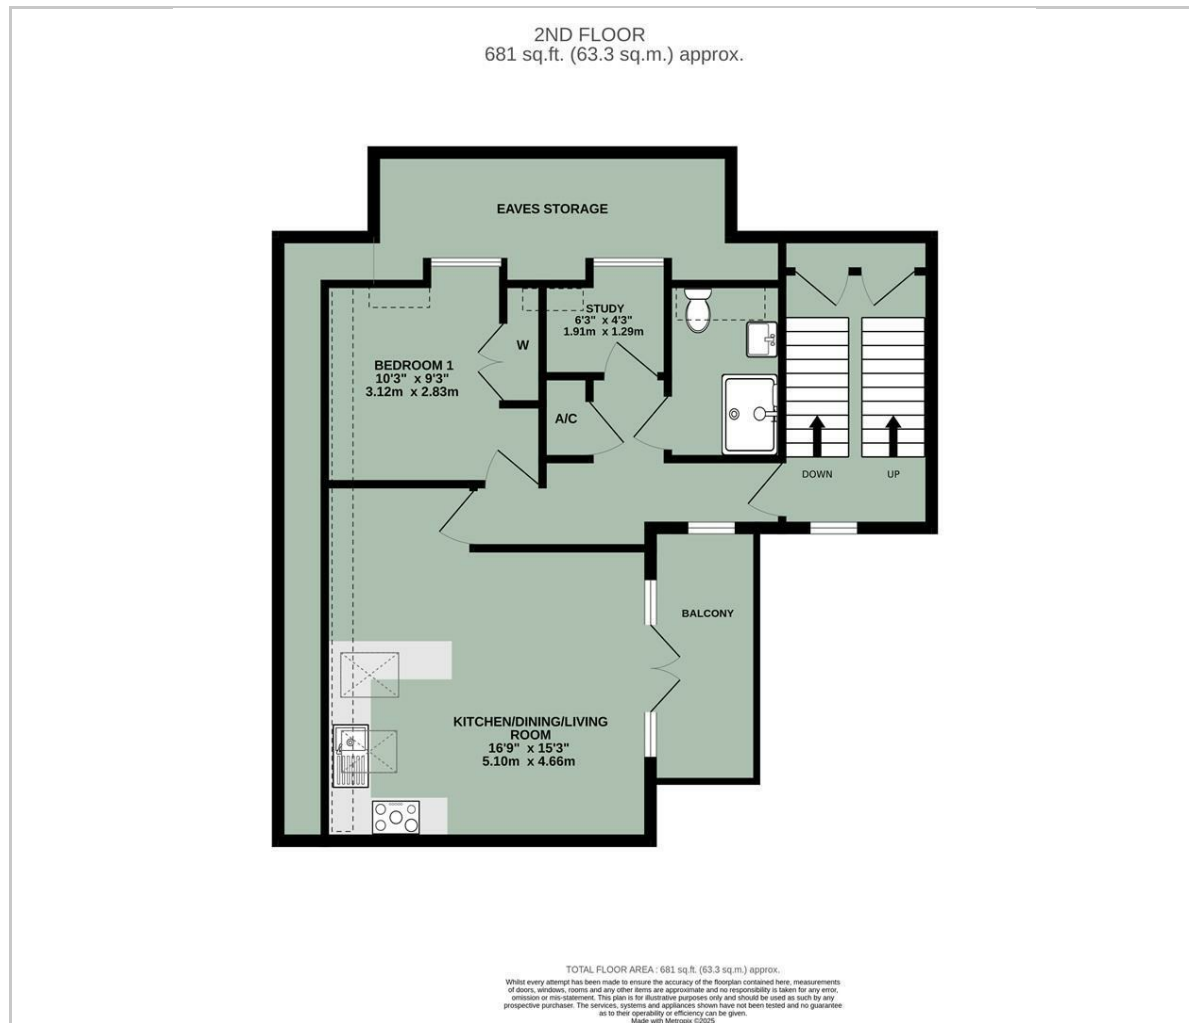 2ND FLOOR
681 sq.ft. (63.3 sq.m.) approx.
EAVES STORAGE
STUDY
6'3" x 4'3"
1.91m x 1.29m
BEDROOM 1
10'3" x 9'3"
3.12m x 2.83m
W
A/C
DOWN
UP
BALCONY
KITCHEN/DINING/LIVING
ROOM
16'9" x 15'3"
5.10m x 4.66m
TOTAL FLOOR AREA : 681 sq.ft. (63.3 sq.m.) approx.
Whilst every attempt has been made to ensure the accuracy of the floorplan contained here, measurements
of doors, windows, rooms and any other items are approximate and no responsibility is taken for any error,
omission or mis-statement. This plan is for illustrative purposes only and should be used as such by any
prospective purchaser. The services, systems and appliances shown have not been tested and no guarantee
as to their operability or efficiency can be given.
Made with Metropix ©2025